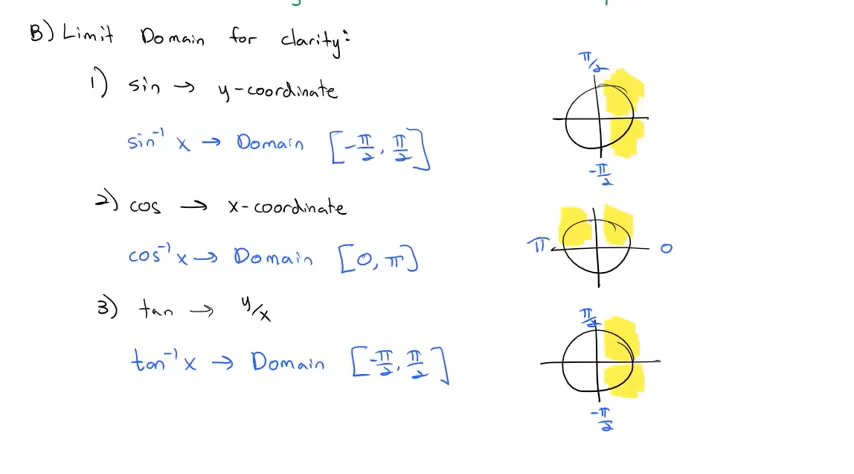 B) Limit Domain for clarity:
1) sin → y-coordinate
π/2
sin⁻¹ x → Domain [-π/2, π/2]
-π/2
2) cos → x-coordinate
cos⁻¹ x → Domain [0, π]
π 0
3) tan → y/x
π/2
tan⁻¹ x → Domain [-π/2, π/2]
-π/2